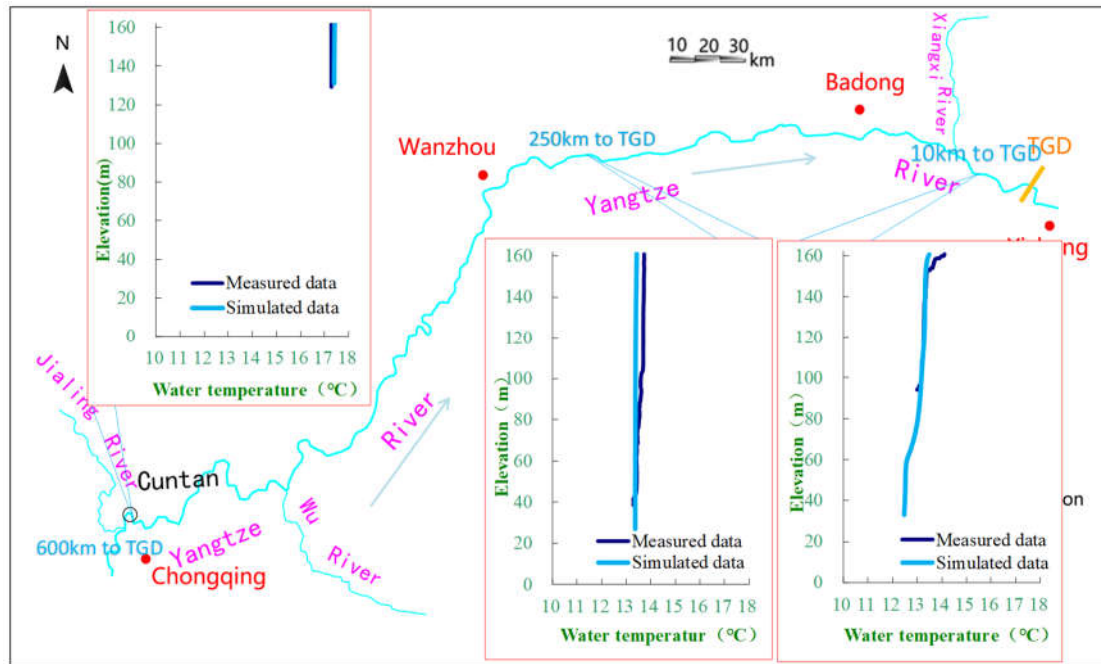 N
160
140
120
100
80
60
40
20
0
Elevation(m)
Measured data
Simulated data
10 11 12 13 14 15 16 17 18
Water temperature (℃)
10 20 30
km
Xiangxi River
Badong
Wanzhou
250km to TGD
10km to TGD
TGD
Yangtze
River
River
Jialing
River
Cuntan
600km to TGD
Yangtze
Chongqing
Wu
River
160
140
120
100
80
60
40
20
0
Elevation (m)
Measured data
Simulated data
10 11 12 13 14 15 16 17 18
Water temperatur (℃)
160
140
120
100
80
60
40
20
0
Elevation (m)
Measured data
Simulated data
10 11 12 13 14 15 16 17 18
Water temperature (℃)
on